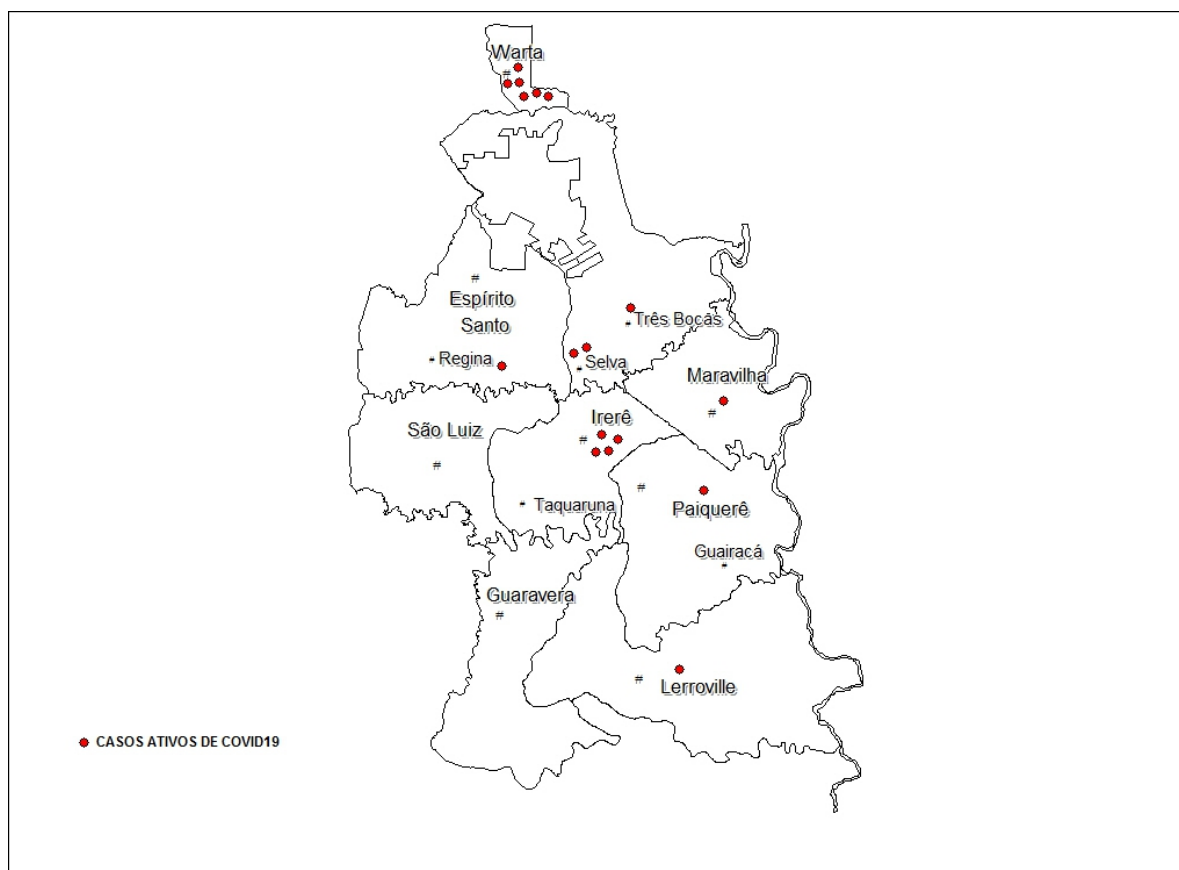 Warta
#
#
Espírito
Santo
Três Bocas
Regina
Selva
Maravilha
#
Irerê
#
São Luiz
#
#
Taquaruna
Paiquerê
Guairacá
Guaravera
#
#
Lerroville
CASOS ATIVOS DE COVID19